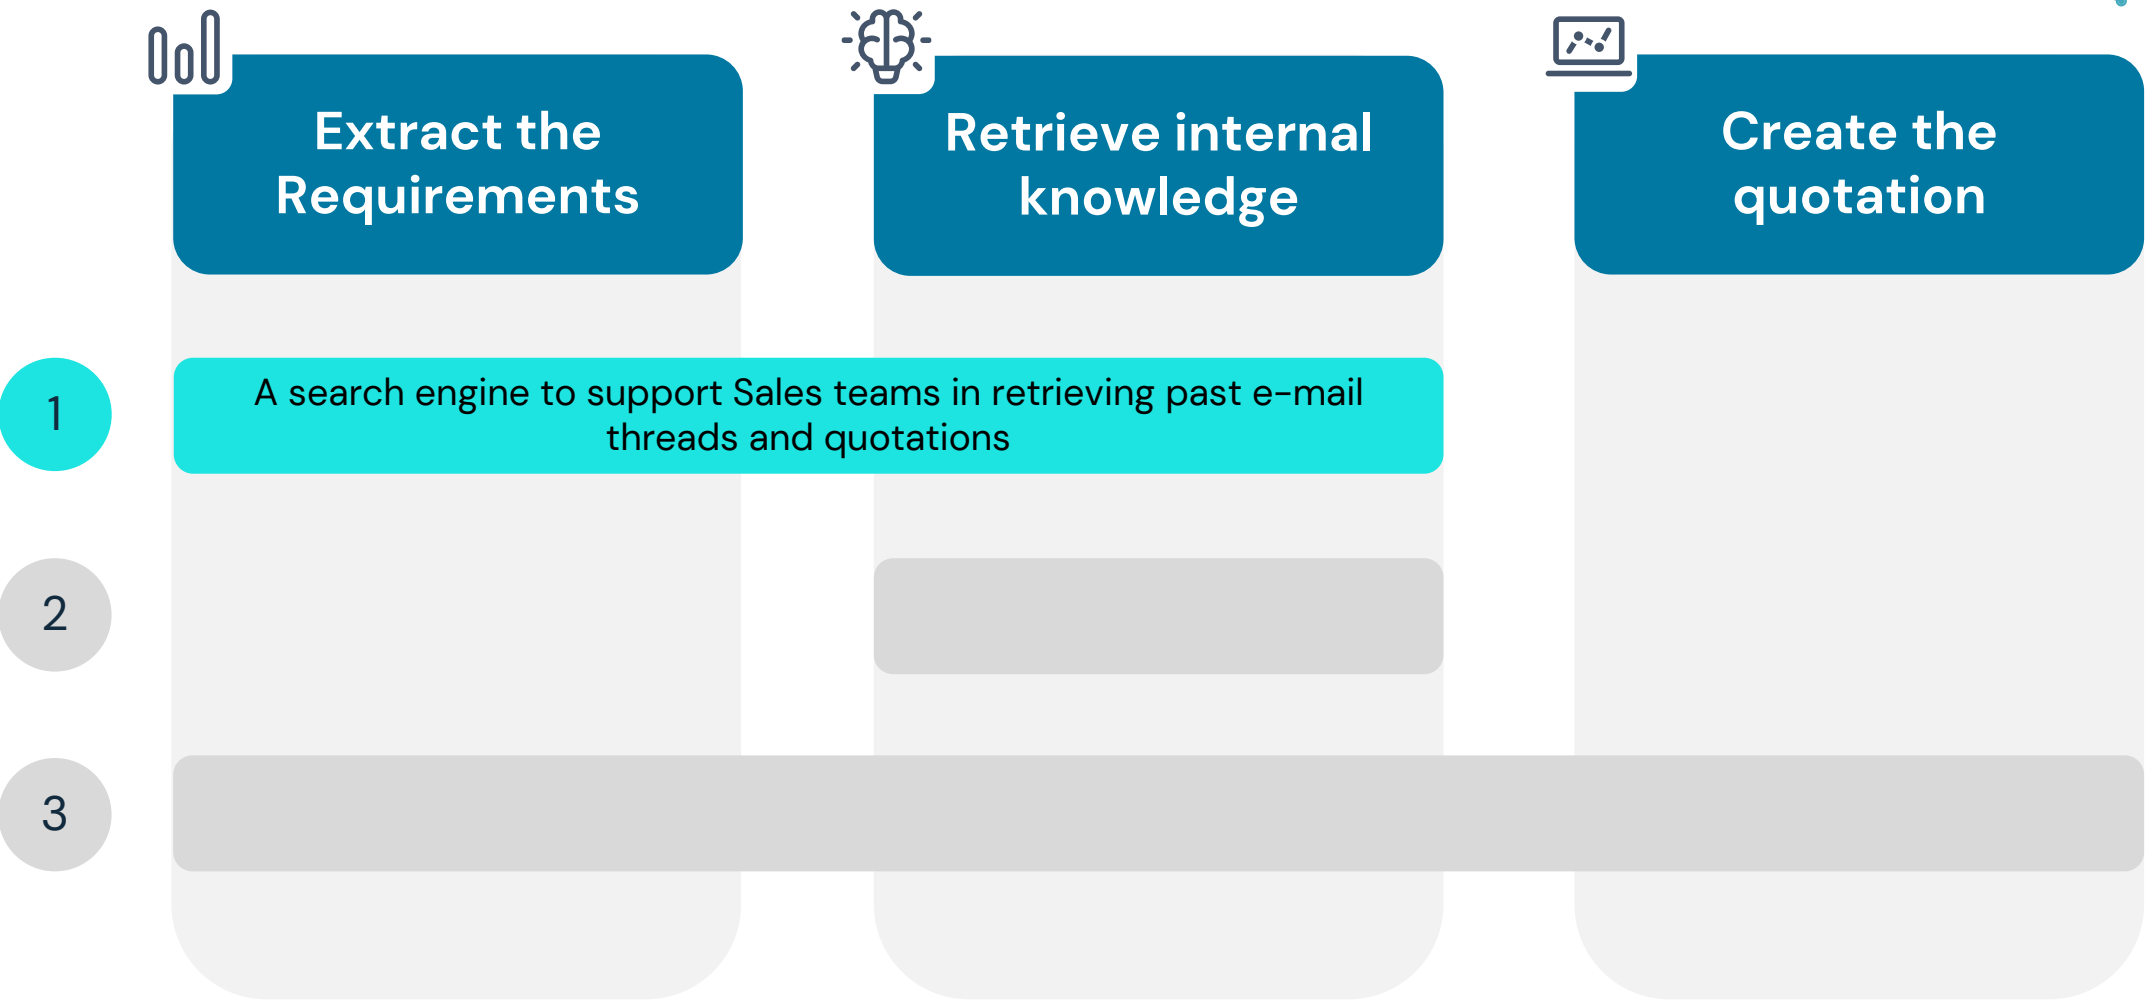 Extract the
Requirements
Retrieve internal
knowledge
Create the
quotation
1
A search engine to support Sales teams in retrieving past e-mail
threads and quotations
2
3